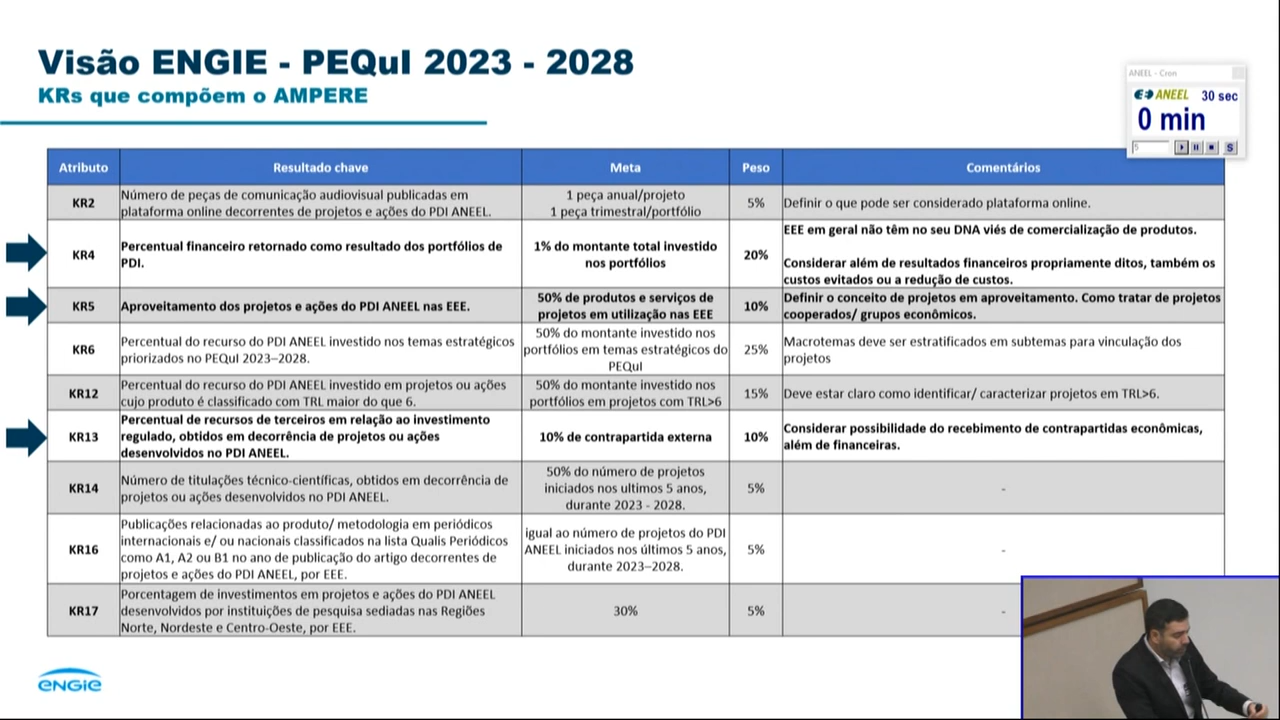 Visão ENGIE - PEQuI 2023 - 2028
KRs que compõem o AMPERE
ANEEL - Cron
ANEEL 30 sec
0 min
5
S
Atributo Resultado chave Meta Peso Comentários
KR2
Número de peças de comunicação audiovisual publicadas em
plataforma online decorrentes de projetos e ações do PDI ANEEL.
1 peça anual/projeto
1 peça trimestral/portfólio
5%
Definir o que pode ser considerado plataforma online.
KR4
Percentual financeiro retornado como resultado dos portfólios de
PDI.
1% do montante total investido
nos portfólios
20%
EEE em geral não têm no seu DNA viés de comercialização de produtos.
Considerar além de resultados financeiros propriamente ditos, também os
custos evitados ou a redução de custos.
KR5
Aproveitamento dos projetos e ações do PDI ANEEL nas EEE.
50% de produtos e serviços de
projetos em utilização nas EEE
10%
Definir o conceito de projetos em aproveitamento. Como tratar de projetos
cooperados/ grupos econômicos.
KR6
Percentual do recurso do PDI ANEEL investido nos temas estratégicos
priorizados no PEQuI 2023–2028.
50% do montante investido nos
portfólios em temas estratégicos do
PEQuI
25%
Macrotemas deve ser estratificados em subtemas para vinculação dos
projetos
KR12
Percentual do recurso do PDI ANEEL investido em projetos ou ações
cujo produto é classificado com TRL maior do que 6.
50% do montante investido nos
portfólios em projetos com TRL>6
15%
Deve estar claro como identificar/ caracterizar projetos em TRL>6.
KR13
Percentual de recursos de terceiros em relação ao investimento
regulado, obtidos em decorrência de projetos ou ações
desenvolvidos no PDI ANEEL.
10% de contrapartida externa
10%
Considerar possibilidade do recebimento de contrapartidas econômicas,
além de financeiras.
KR14
Número de titulações técnico-científicas, obtidos em decorrência de
projetos ou ações desenvolvidos no PDI ANEEL.
50% do número de projetos
iniciados nos ultimos 5 anos,
durante 2023 - 2028.
5%
-
KR16
Publicações relacionadas ao produto/ metodologia em periódicos
internacionais e/ ou nacionais classificados na lista Qualis Periódicos
como A1, A2 ou B1 no ano de publicação do artigo decorrentes de
projetos e ações do PDI ANEEL, por EEE.
igual ao número de projetos do PDI
ANEEL iniciados nos últimos 5 anos,
durante 2023–2028.
5%
-
KR17
Porcentagem de investimentos em projetos e ações do PDI ANEEL
desenvolvidos por instituições de pesquisa sediadas nas Regiões
Norte, Nordeste e Centro-Oeste, por EEE.
30%
5%
-
ENGIE